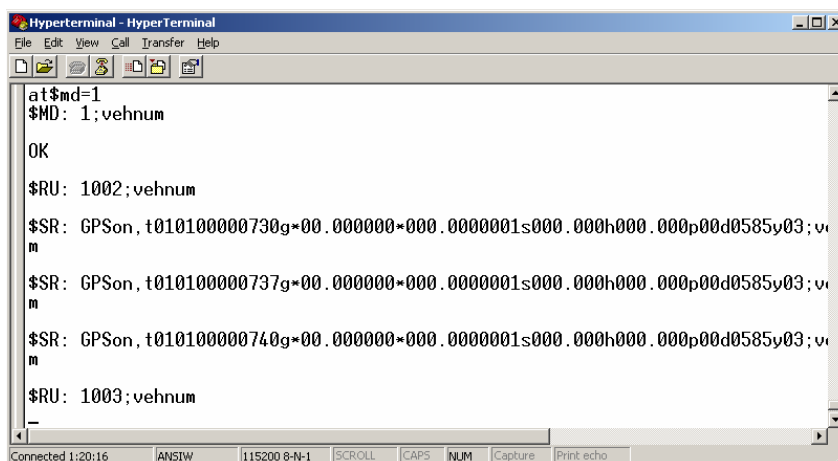 Hyperterminal - HyperTerminal
File Edit View Call Transfer Help
at$md=1
$MD: 1;vehnum
OK
$RU: 1002;vehnum
$SR: GPSon,t010100000730g*00.000000*000.0000001s000.000h000.000p00d0585y03;ve
m
$SR: GPSon,t010100000737g*00.000000*000.0000001s000.000h000.000p00d0585y03;ve
m
$SR: GPSon,t010100000740g*00.000000*000.0000001s000.000h000.000p00d0585y03;ve
m
$RU: 1003;vehnum
_
Connected 1:20:16 ANSIW 115200 8-N-1 SCROLL CAPS NUM Capture Print echo